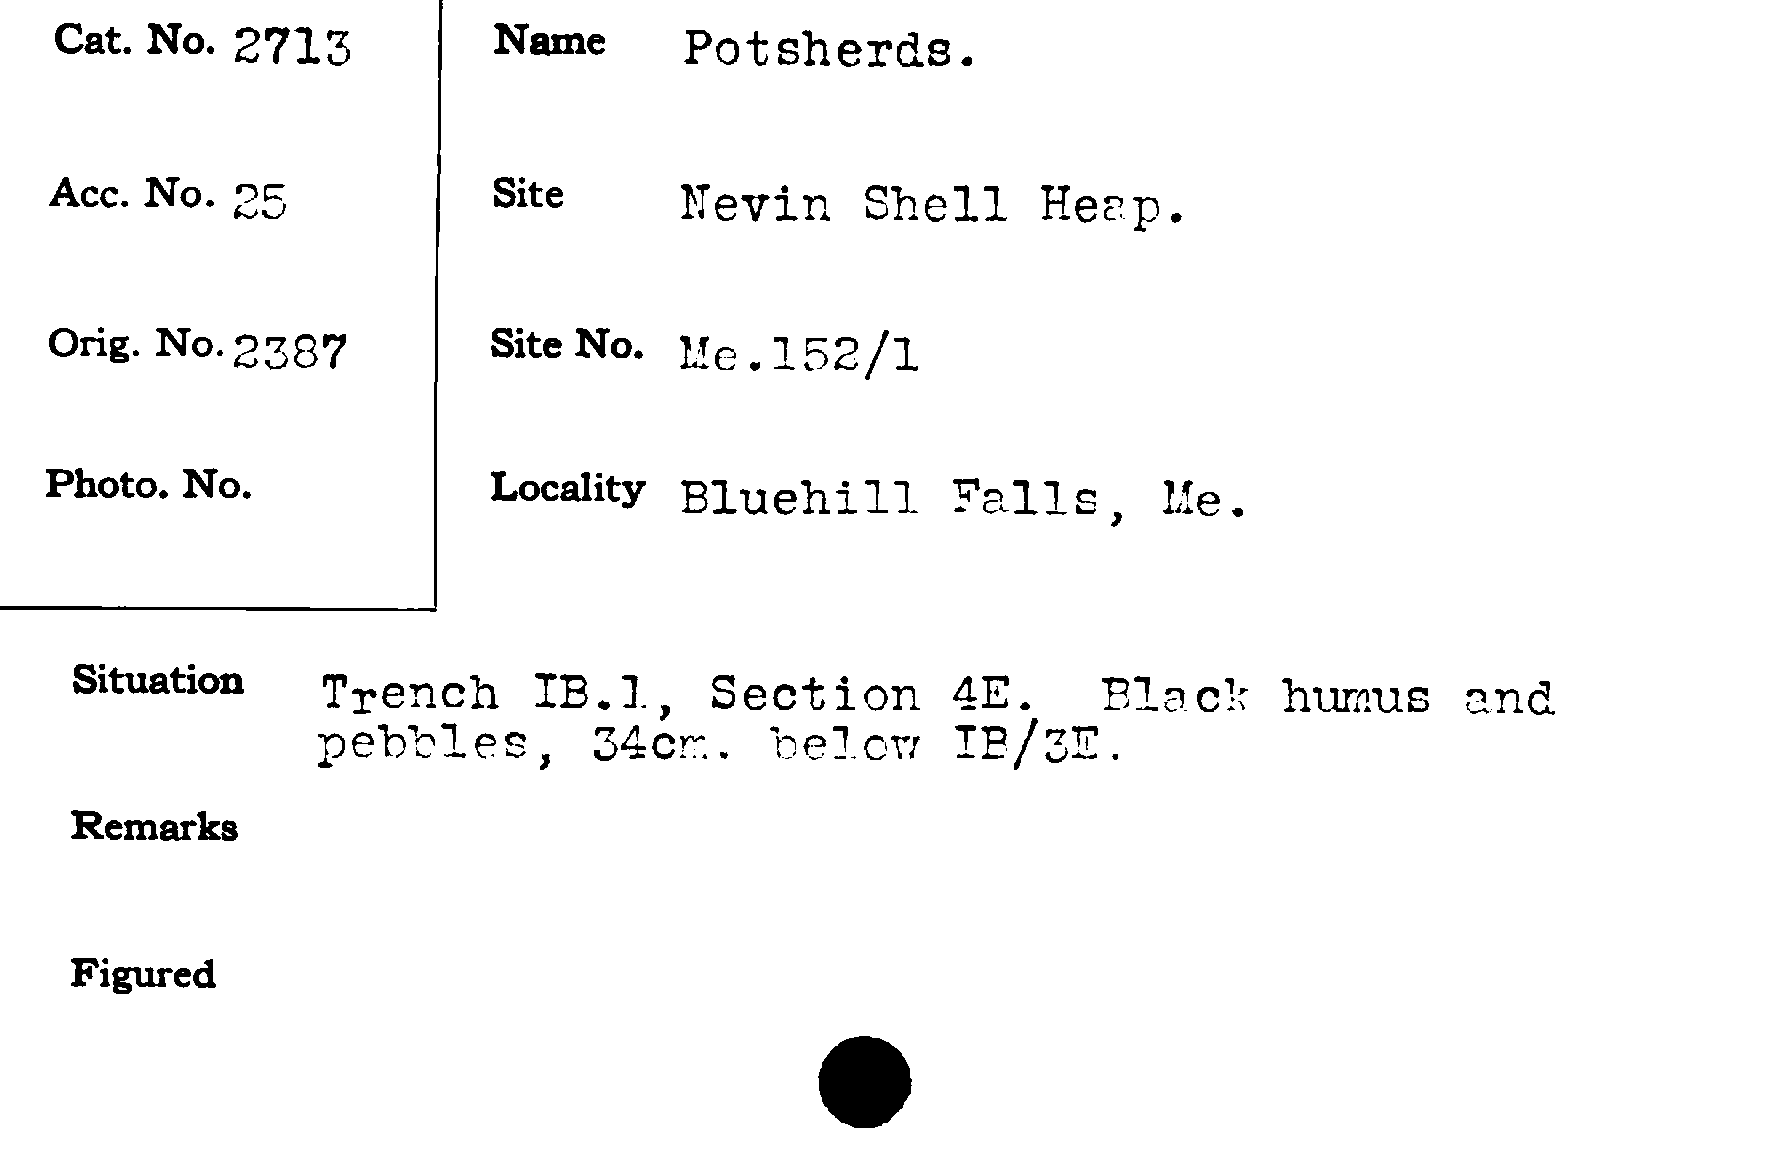 Cat. No. 2713
Acc. No. 25
Orig. No. 2387
Photo. No.
Name Potsherds.
Site Nevin Shell Heap.
Site No. Me.152/1
Locality Bluehill Falls, Me.
Situation Trench IB.1, Section 4E. Black humus and
pebbles, 34cm. below IB/3E.
Remarks
Figured